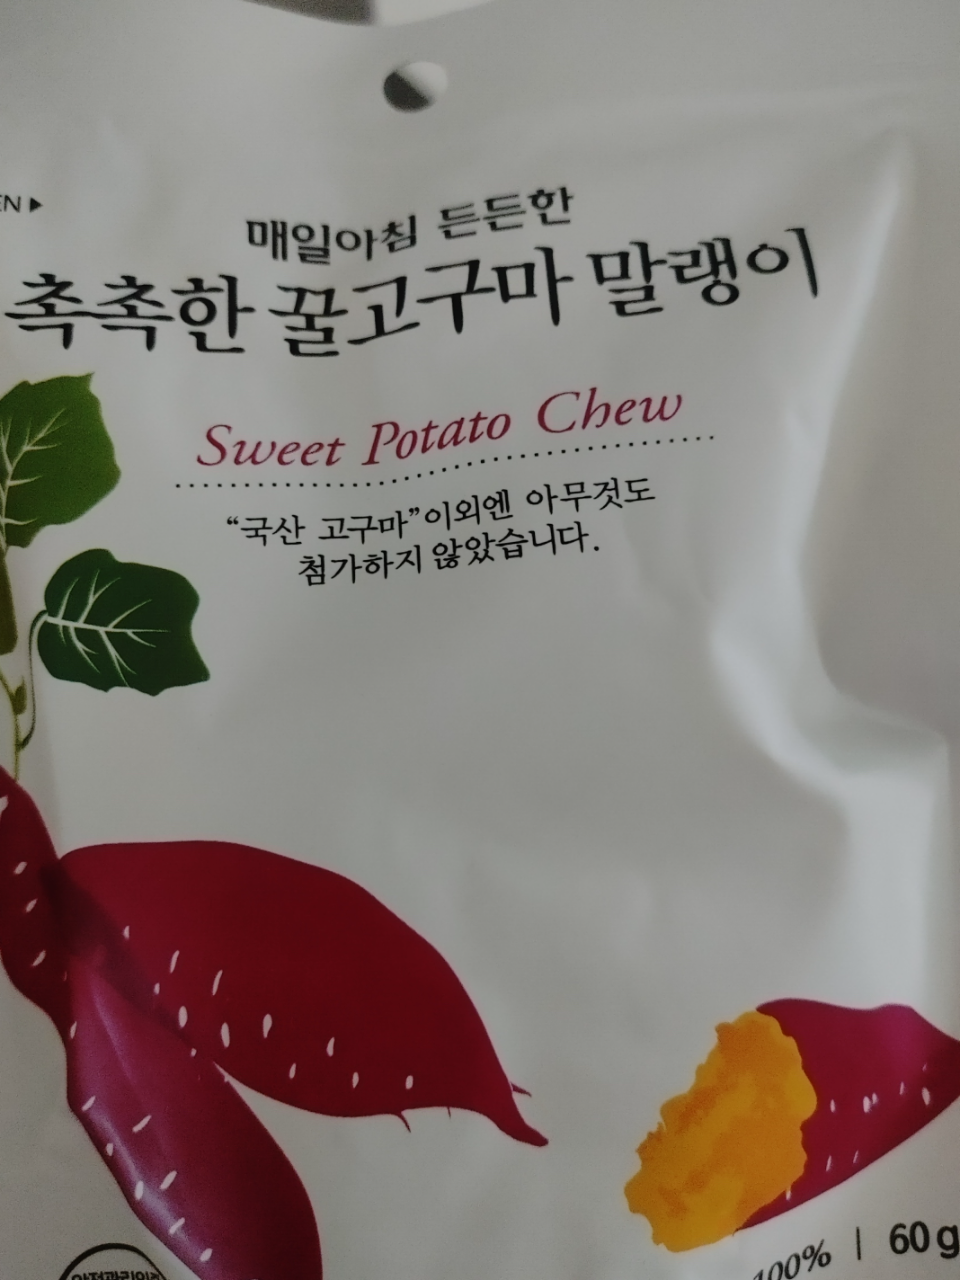 EN ▶
매일아침 든든한
촉촉한 꿀고구마 말랭이
Sweet Potato Chew
“국산 고구마”이외엔 아무것도
첨가하지 않았습니다.
100% | 60g